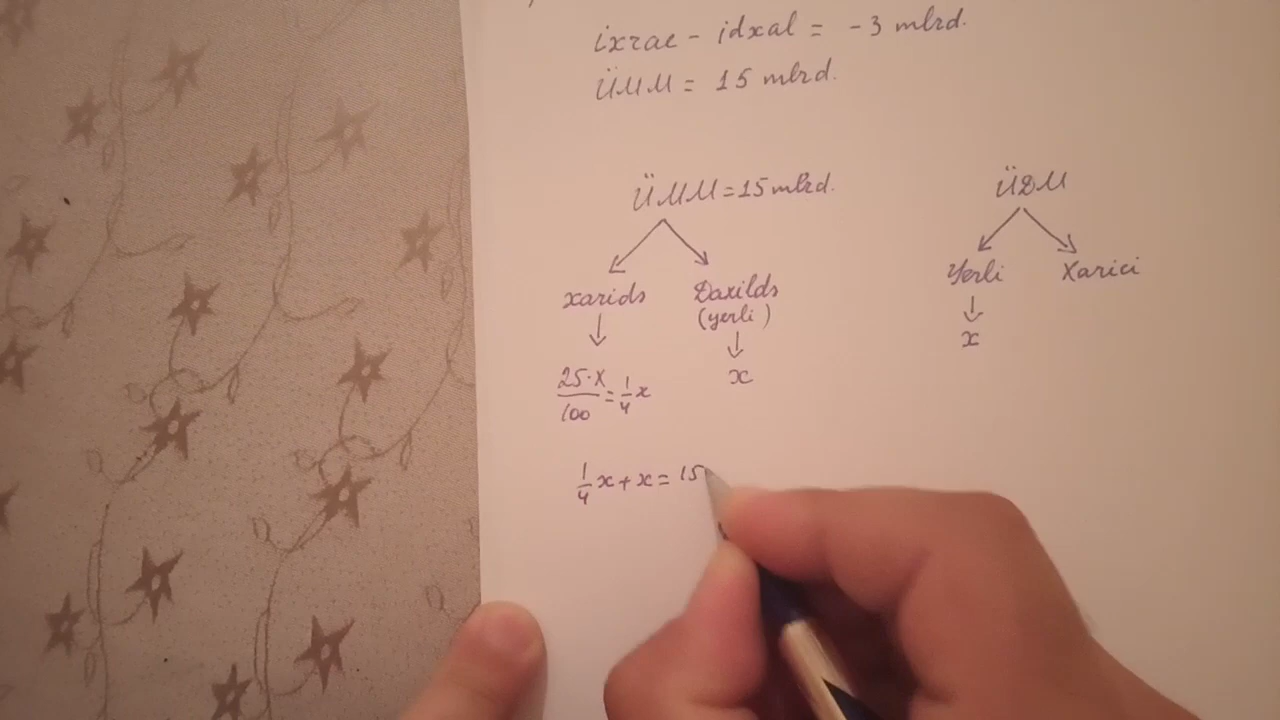 ixrac - idxal = -3 mlrd.
ÜMM = 15 mlrd.
ÜMM = 15 mlrd.
ÜDM
xaricdə
Daxildə
(yerli)
Yerli
Xarici
x
25·x/100 = 1/4 x
x
1/4 x + x = 15